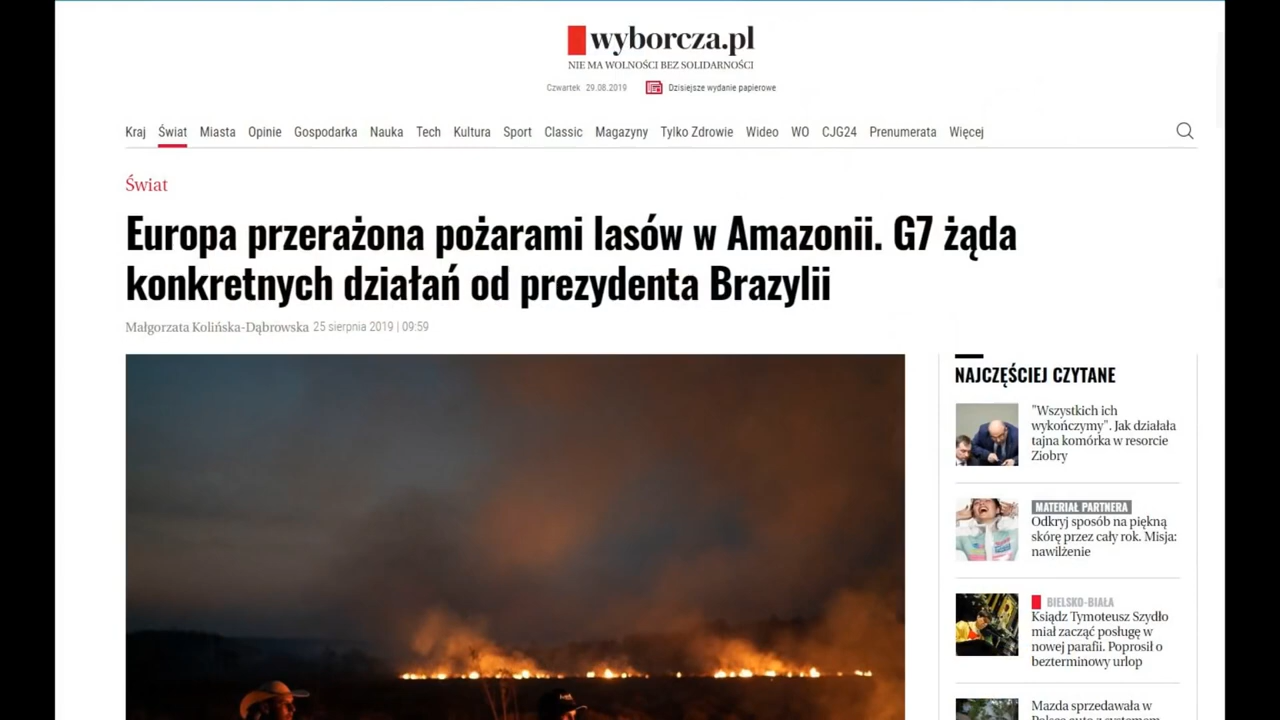 wyborcza.pl
NIE MA WOLNOŚCI BEZ SOLIDARNOŚCI
Czwartek 29.08.2019 Dzisiejsze wydanie papierowe
Kraj Świat Miasta Opinie Gospodarka Nauka Tech Kultura Sport Classic Magazyny Tylko Zdrowie Wideo WO CJG24 Prenumerata Więcej
Świat
Europa przerażona pożarami lasów w Amazonii. G7 żąda
konkretnych działań od prezydenta Brazylii
Małgorzata Kolińska-Dąbrowska 25 sierpnia 2019 | 09:59
NAJCZĘŚCIEJ CZYTANE
"Wszystkich ich
wykończymy". Jak działała
tajna komórka w resorcie
Ziobry
MATERIAŁ PARTNERA
Odkryj sposób na piękną
skórę przez cały rok. Misja:
nawilżenie
BIELSKO-BIAŁA
Ksiądz Tymoteusz Szydło
miał zacząć posługę w
nowej parafii. Poprosił o
bezterminowy urlop
Mazda sprzedawała w
Polsce auta z systemem